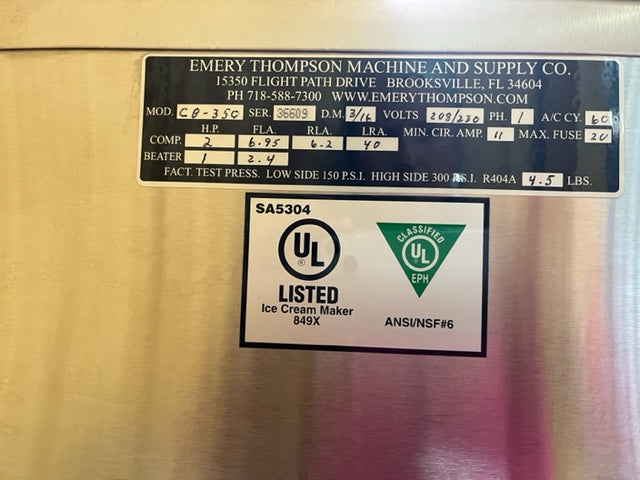 EMERY THOMPSON MACHINE AND SUPPLY CO.
15350 FLIGHT PATH DRIVE BROOKSVILLE, FL 34604
PH 718-588-7300 WWW.EMERYTHOMPSON.COM
MOD. CB-350 SER. 36609 D.M. 3/16 VOLTS 208/230 PH. 1 A/C CY. 60
H.P. FLA. RLA. LRA. MIN. CIR. AMP. 11 MAX. FUSE 20
COMP. 2 6.95 6.2 40
BEATER 1 2.4
FACT. TEST PRESS. LOW SIDE 150 P.S.I. HIGH SIDE 300 P.S.I. R404A 4.5 LBS.
SA5304
UL
®
LISTED
Ice Cream Maker
849X
CLASSIFIED
UL
®
EPH
ANSI/NSF#6